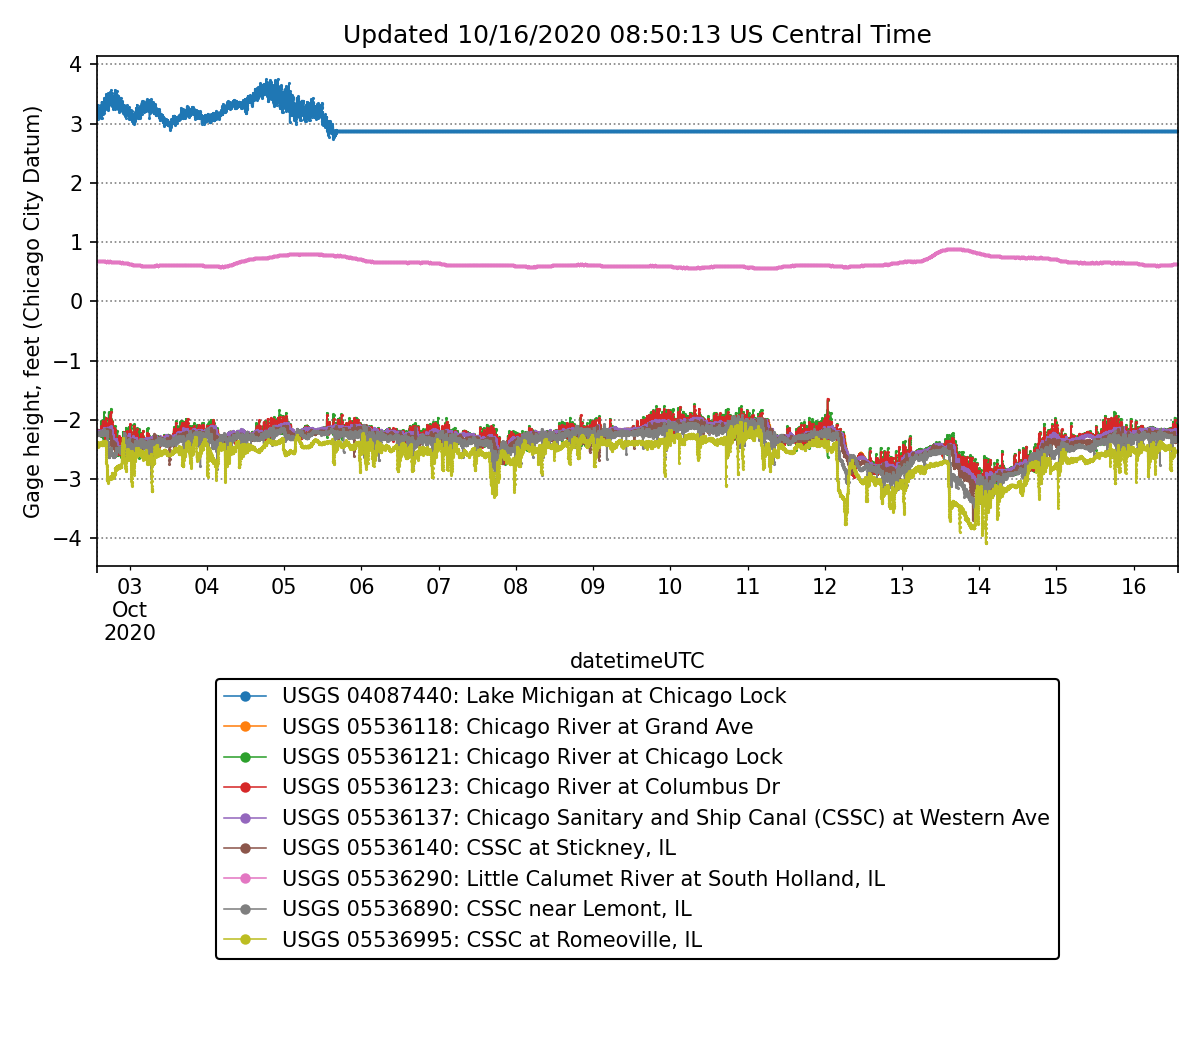 Updated 10/16/2020 08:50:13 US Central Time
Gage height, feet (Chicago City Datum)
4
3
2
1
0
−1
−2
−3
−4
03 04 05 06 07 08 09 10 11 12 13 14 15 16
Oct
2020
datetimeUTC
USGS 04087440: Lake Michigan at Chicago Lock
USGS 05536118: Chicago River at Grand Ave
USGS 05536121: Chicago River at Chicago Lock
USGS 05536123: Chicago River at Columbus Dr
USGS 05536137: Chicago Sanitary and Ship Canal (CSSC) at Western Ave
USGS 05536140: CSSC at Stickney, IL
USGS 05536290: Little Calumet River at South Holland, IL
USGS 05536890: CSSC near Lemont, IL
USGS 05536995: CSSC at Romeoville, IL